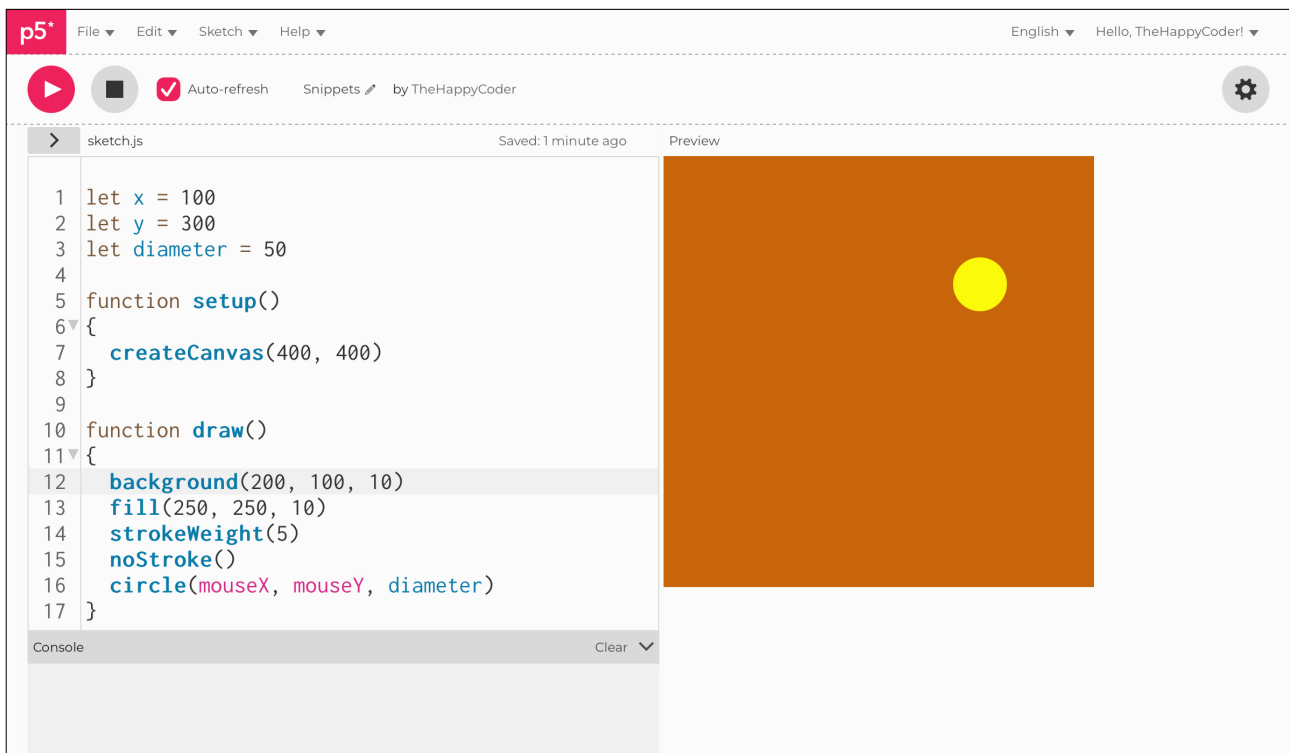 p5* File Edit Sketch Help English Hello, TheHappyCoder!
Auto-refresh Snippets by TheHappyCoder
sketch.js Saved: 1 minute ago Preview
1 let x = 100
2 let y = 300
3 let diameter = 50
4
5 function setup()
6 {
7 createCanvas(400, 400)
8 }
9
10 function draw()
11 {
12 background(200, 100, 10)
13 fill(250, 250, 10)
14 strokeWeight(5)
15 noStroke()
16 circle(mouseX, mouseY, diameter)
17 }
Console Clear